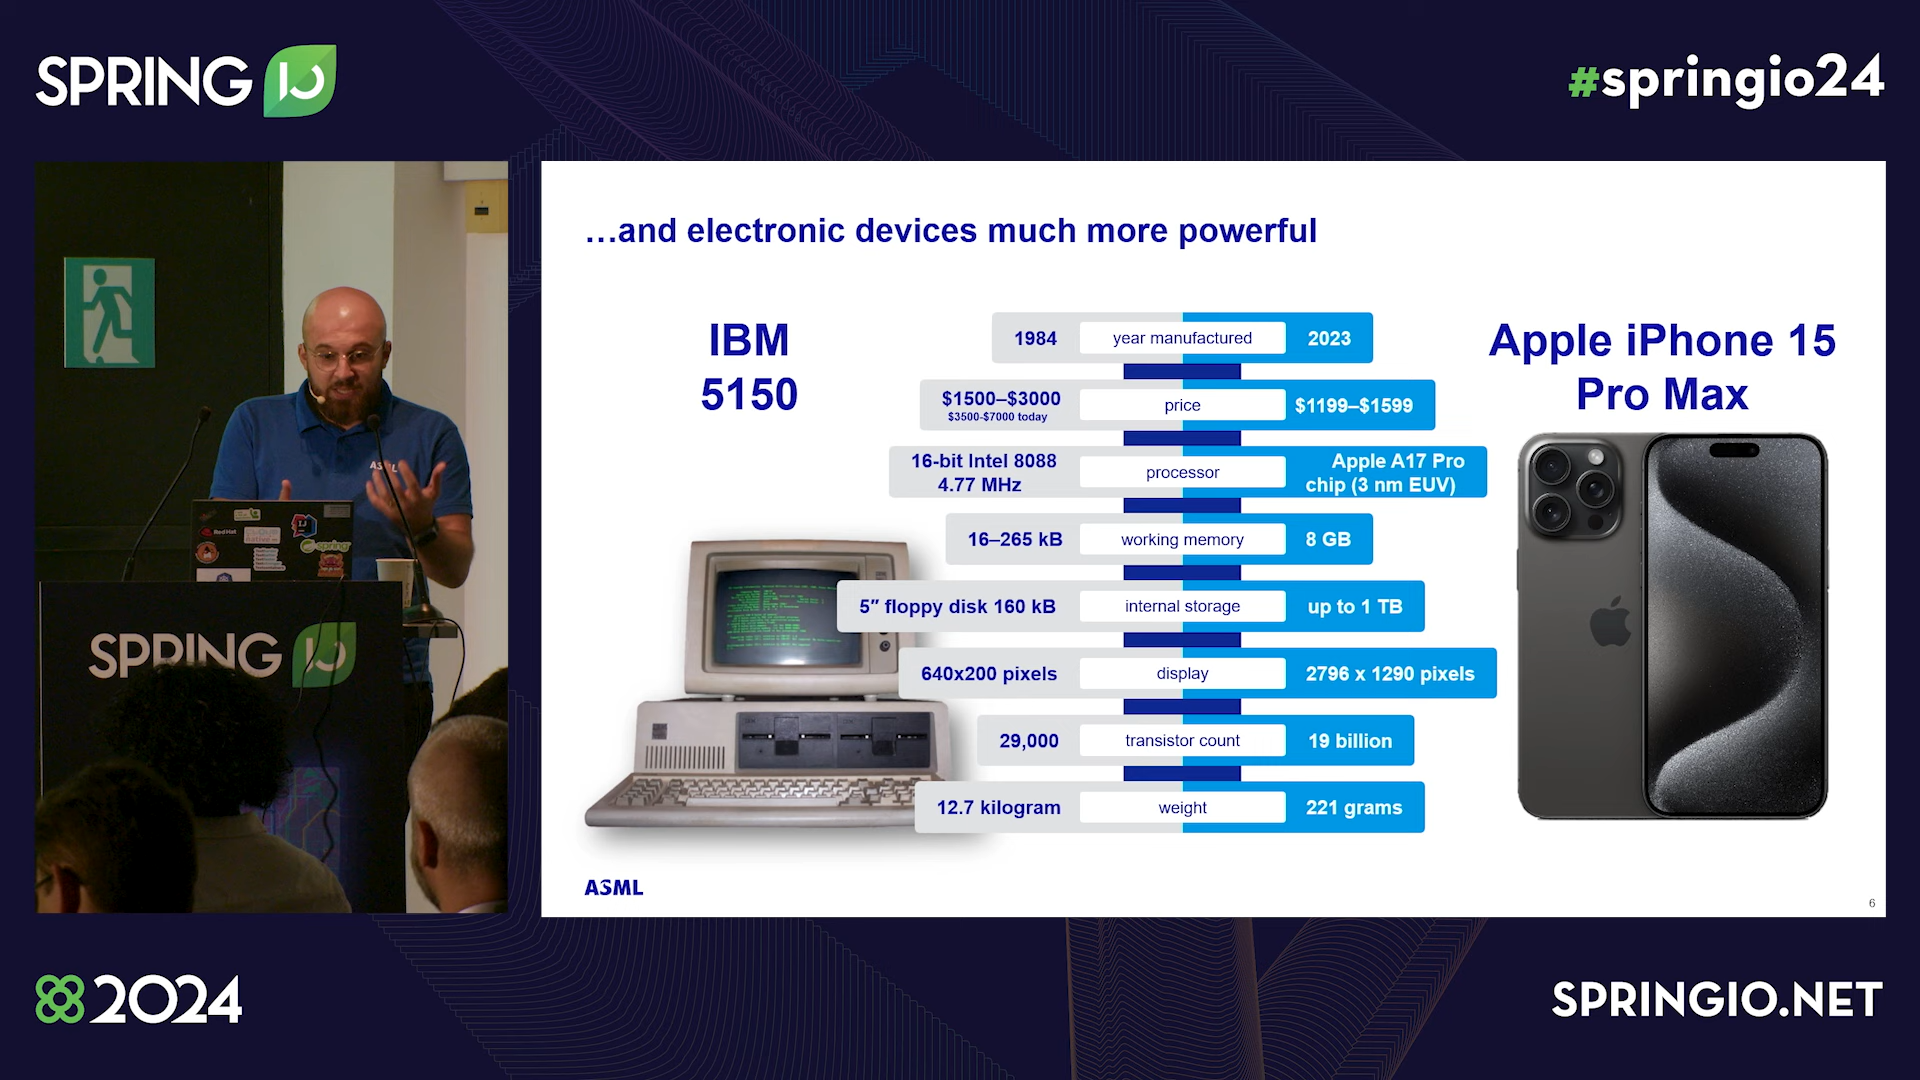 SPRING IO
#springio24
…and electronic devices much more powerful
IBM
5150
Apple iPhone 15
Pro Max
1984 year manufactured 2023
$1500–$3000 price $1199–$1599
$3500-$7000 today
16-bit Intel 8088
4.77 MHz
processor
Apple A17 Pro
chip (3 nm EUV)
16–265 kB working memory 8 GB
5″ floppy disk 160 kB internal storage up to 1 TB
640x200 pixels display 2796 x 1290 pixels
29,000 transistor count 19 billion
12.7 kilogram weight 221 grams
ASML
6
ASML
Red Hat
spring
SPRING IO
2024
SPRINGIO.NET